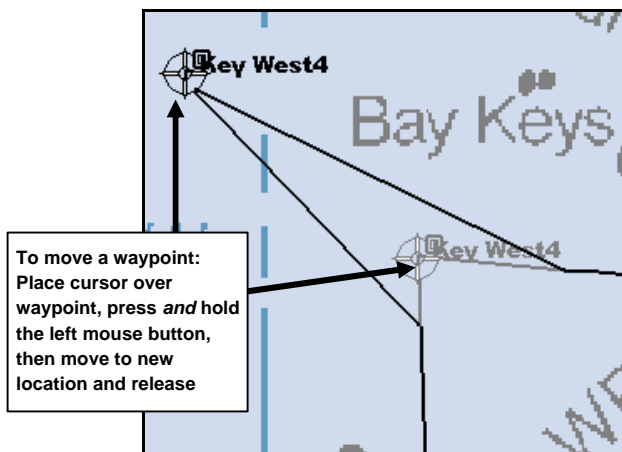 Key West4
Bay Keys
Key West4
To move a waypoint:
Place cursor over
waypoint, press and hold
the left mouse button,
then move to new
location and release